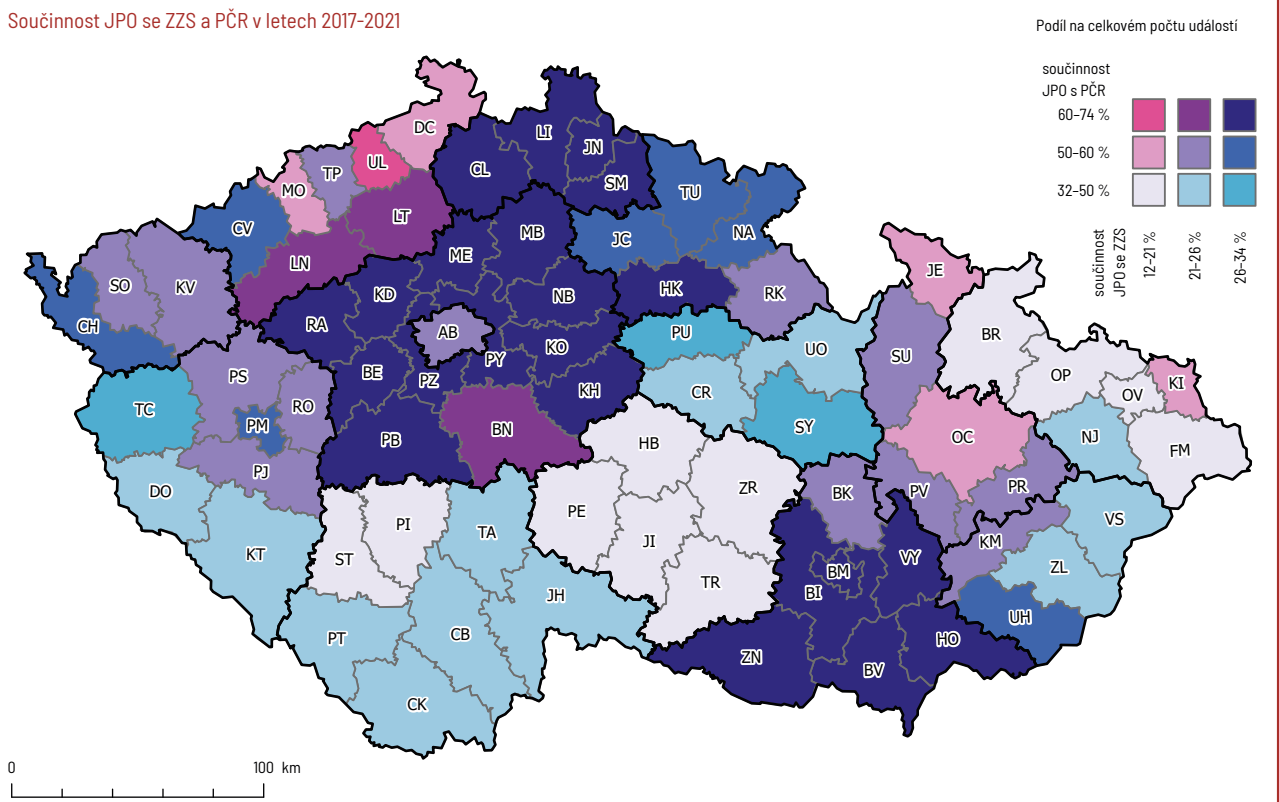 Součinnost JPO se ZZS a PČR v letech 2017-2021
Podíl na celkovém počtu událostí
součinnost
JPO s PČR
60–74 %
50–60 %
32–50 %
součinnost
JPO se ZZS
12–21 %
21–26 %
26–34 %
DC
UL
TP
MO
LI
JN
CL
SM
TU
LT
CV
MB
JC
NA
LN
ME
SO
KV
KD
NB
HK
RK
JE
CH
RA
AB
PU
BR
KO
UO
SU
PY
PS
BE
PZ
OP
KI
RO
KH
CR
OV
TC
PM
PB
BN
SY
OC
NJ
HB
FM
PJ
DO
ZR
BK
PV
PR
PE
VS
PI
TA
JI
KM
KT
ST
VY
ZL
BM
TR
BI
JH
UH
PT
CB
HO
ZN
BV
CK
0
100 km